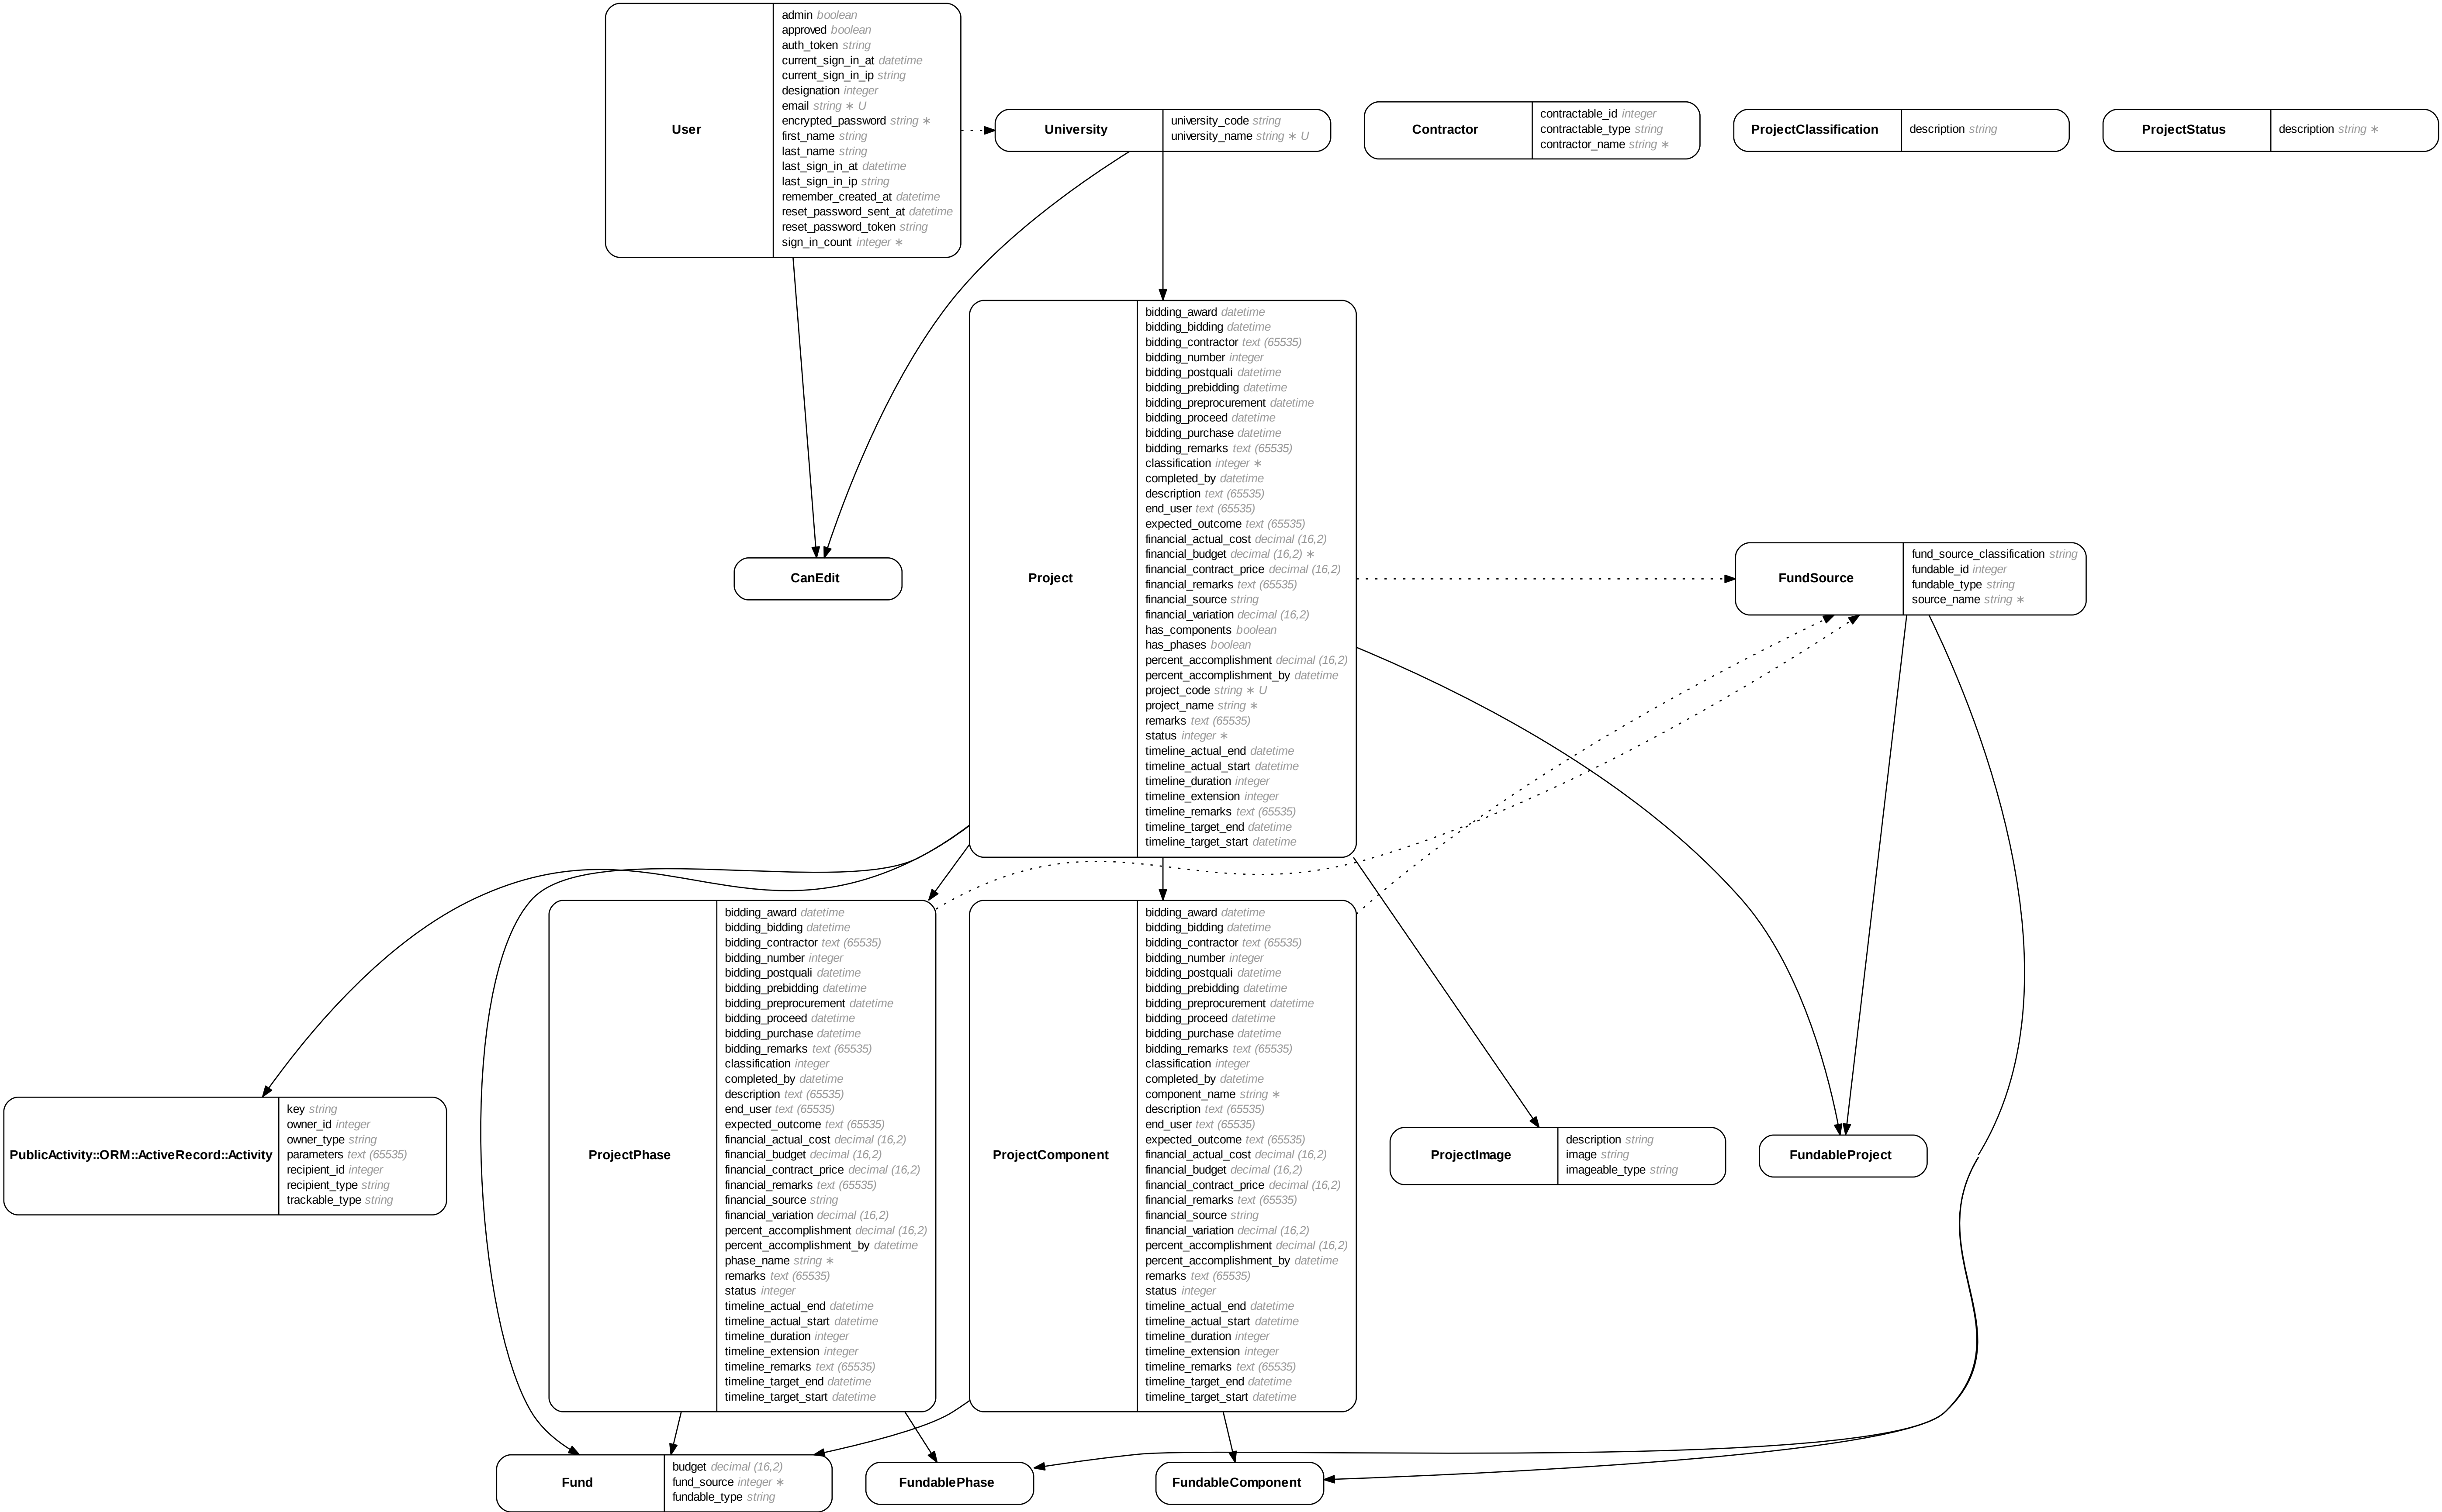 User
admin boolean
approved boolean
auth_token string
current_sign_in_at datetime
current_sign_in_ip string
designation integer
email string ∗ U
encrypted_password string ∗
first_name string
last_name string
last_sign_in_at datetime
last_sign_in_ip string
remember_created_at datetime
reset_password_sent_at datetime
reset_password_token string
sign_in_count integer ∗
University
university_code string
university_name string ∗ U
Contractor
contractable_id integer
contractable_type string
contractor_name string ∗
ProjectClassification
description string
ProjectStatus
description string ∗
Project
bidding_award datetime
bidding_bidding datetime
bidding_contractor text (65535)
bidding_number integer
bidding_postquali datetime
bidding_prebidding datetime
bidding_preprocurement datetime
bidding_proceed datetime
bidding_purchase datetime
bidding_remarks text (65535)
classification integer ∗
completed_by datetime
description text (65535)
end_user text (65535)
expected_outcome text (65535)
financial_actual_cost decimal (16,2)
financial_budget decimal (16,2) ∗
financial_contract_price decimal (16,2)
financial_remarks text (65535)
financial_source string
financial_variation decimal (16,2)
has_components boolean
has_phases boolean
percent_accomplishment decimal (16,2)
percent_accomplishment_by datetime
project_code string ∗ U
project_name string ∗
remarks text (65535)
status integer ∗
timeline_actual_end datetime
timeline_actual_start datetime
timeline_duration integer
timeline_extension integer
timeline_remarks text (65535)
timeline_target_end datetime
timeline_target_start datetime
CanEdit
FundSource
fund_source_classification string
fundable_id integer
fundable_type string
source_name string ∗
PublicActivity::ORM::ActiveRecord::Activity
key string
owner_id integer
owner_type string
parameters text (65535)
recipient_id integer
recipient_type string
trackable_type string
ProjectPhase
bidding_award datetime
bidding_bidding datetime
bidding_contractor text (65535)
bidding_number integer
bidding_postquali datetime
bidding_prebidding datetime
bidding_preprocurement datetime
bidding_proceed datetime
bidding_purchase datetime
bidding_remarks text (65535)
classification integer
completed_by datetime
description text (65535)
end_user text (65535)
expected_outcome text (65535)
financial_actual_cost decimal (16,2)
financial_budget decimal (16,2)
financial_contract_price decimal (16,2)
financial_remarks text (65535)
financial_source string
financial_variation decimal (16,2)
percent_accomplishment decimal (16,2)
percent_accomplishment_by datetime
phase_name string ∗
remarks text (65535)
status integer
timeline_actual_end datetime
timeline_actual_start datetime
timeline_duration integer
timeline_extension integer
timeline_remarks text (65535)
timeline_target_end datetime
timeline_target_start datetime
ProjectComponent
bidding_award datetime
bidding_bidding datetime
bidding_contractor text (65535)
bidding_number integer
bidding_postquali datetime
bidding_prebidding datetime
bidding_preprocurement datetime
bidding_proceed datetime
bidding_purchase datetime
bidding_remarks text (65535)
classification integer
completed_by datetime
component_name string ∗
description text (65535)
end_user text (65535)
expected_outcome text (65535)
financial_actual_cost decimal (16,2)
financial_budget decimal (16,2)
financial_contract_price decimal (16,2)
financial_remarks text (65535)
financial_source string
financial_variation decimal (16,2)
percent_accomplishment decimal (16,2)
percent_accomplishment_by datetime
remarks text (65535)
status integer
timeline_actual_end datetime
timeline_actual_start datetime
timeline_duration integer
timeline_extension integer
timeline_remarks text (65535)
timeline_target_end datetime
timeline_target_start datetime
ProjectImage
description string
image string
imageable_type string
FundableProject
Fund
budget decimal (16,2)
fund_source integer ∗
fundable_type string
FundablePhase
FundableComponent